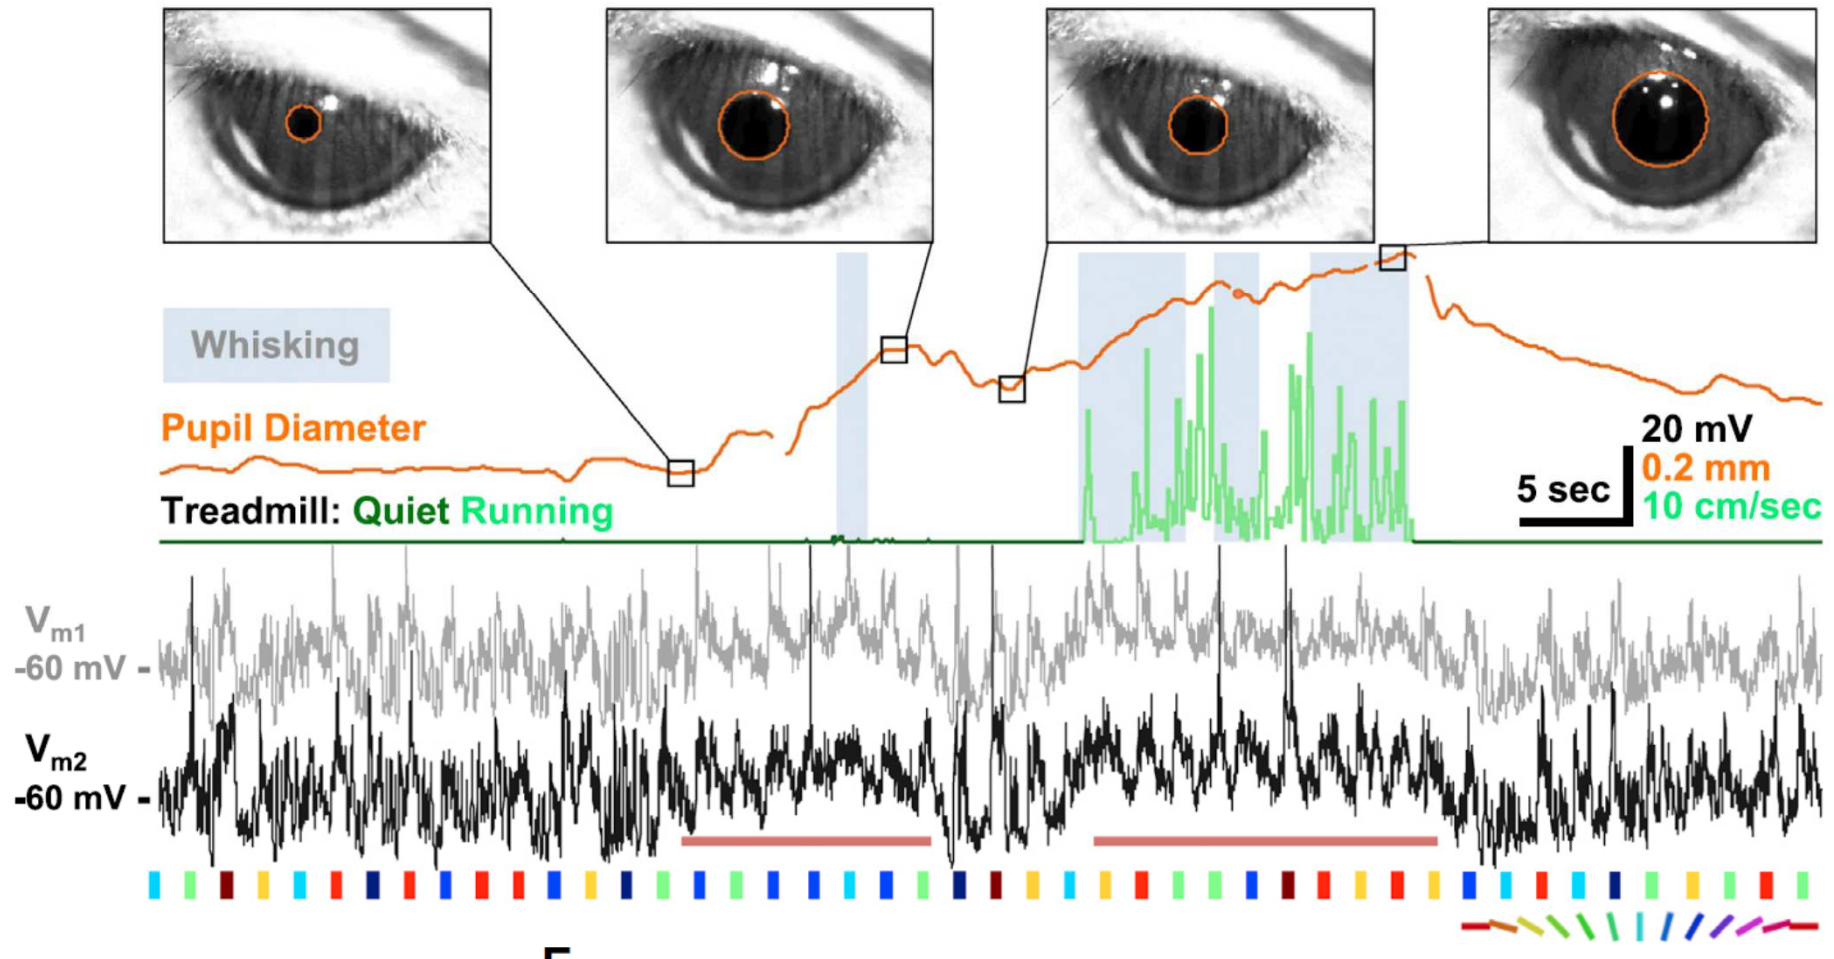 Whisking
Pupil Diameter
Treadmill: Quiet Running
20 mV
0.2 mm
10 cm/sec
5 sec
Vm1
-60 mV -
Vm2
-60 mV -